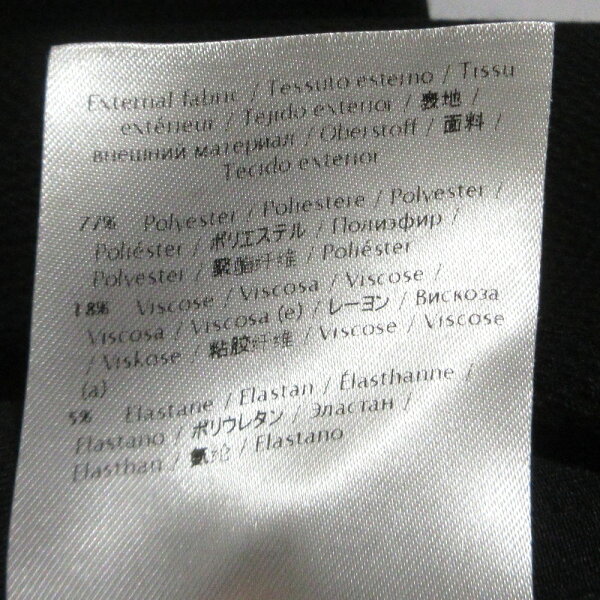 External fabric / Tessuto esterno / Tissu
extérieur / Tejido exterior / 表地 /
внешний материал / Oberstoff / 面料 /
Tecido exterior
77% Polyester / Poliestere / Polyester /
Poliéster / ポリエステル / Полиэфир /
Polyester / 聚酯纤维 / Poliéster
18% Viscose / Viscosa / Viscose /
Viscosa / Viscosa (e) / レーヨン / Вискоза
/ Viskose / 粘胶纤维 / Viscose / Viscose
(a)
5% Elastane / Elastan / Élasthanne /
Elastano / ポリウレタン / Эластан /
Elasthan / 氨纶 / Elastano